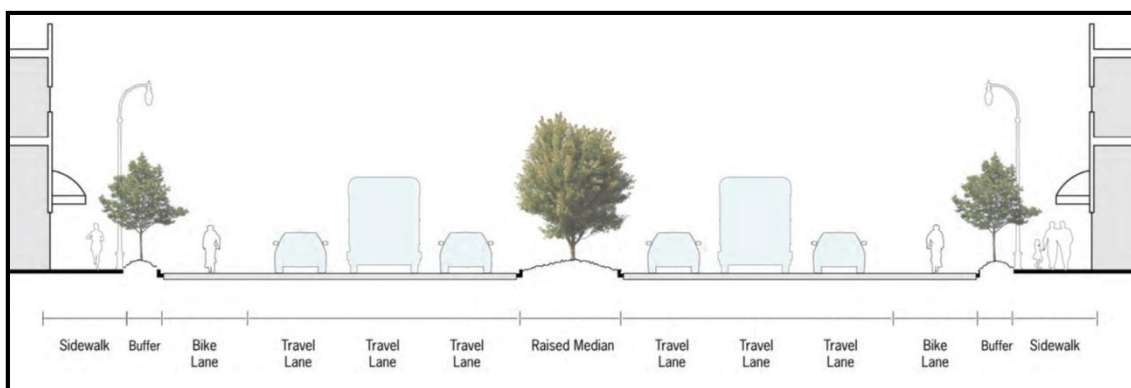 Sidewalk
Buffer
Bike
Lane
Travel
Lane
Travel
Lane
Travel
Lane
Raised Median
Travel
Lane
Travel
Lane
Travel
Lane
Bike
Lane
Buffer
Sidewalk